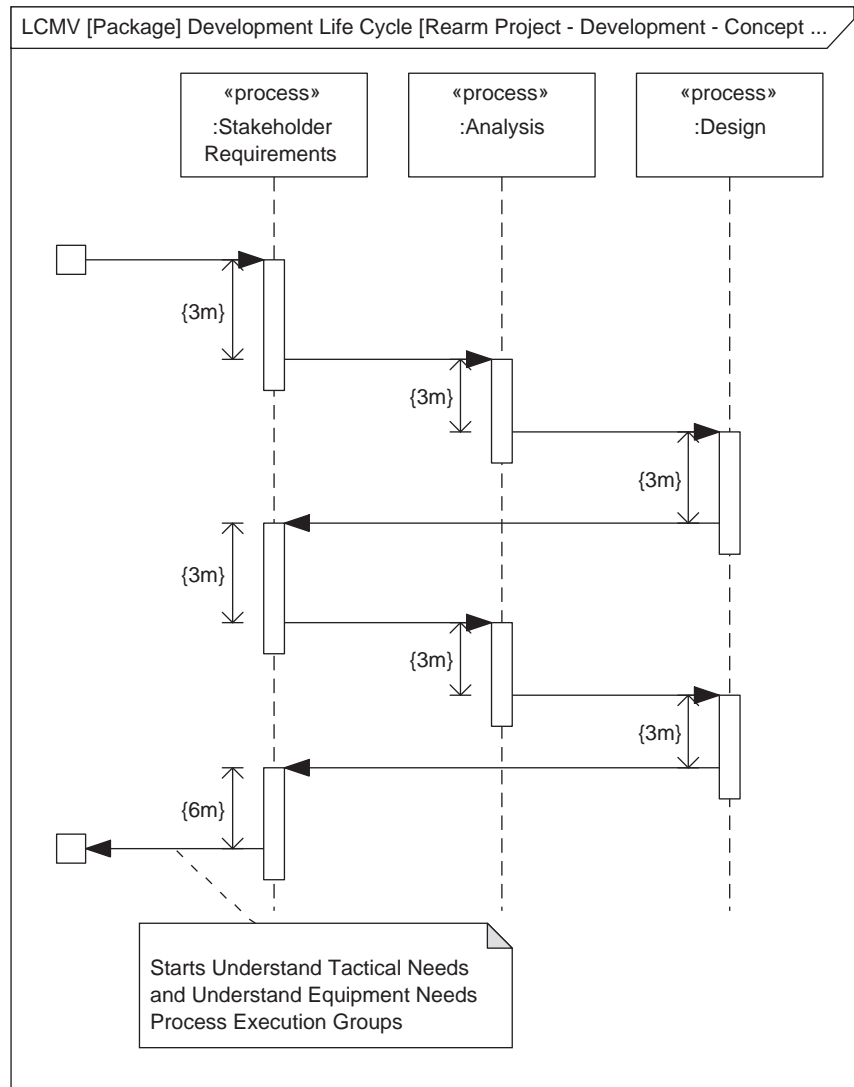 LCMV [Package] Development Life Cycle [Rearm Project - Development - Concept ...
«process»
:Stakeholder
Requirements
«process»
:Analysis
«process»
:Design
{3m}
{3m}
{3m}
{3m}
{3m}
{3m}
{6m}
Starts Understand Tactical Needs
and Understand Equipment Needs
Process Execution Groups